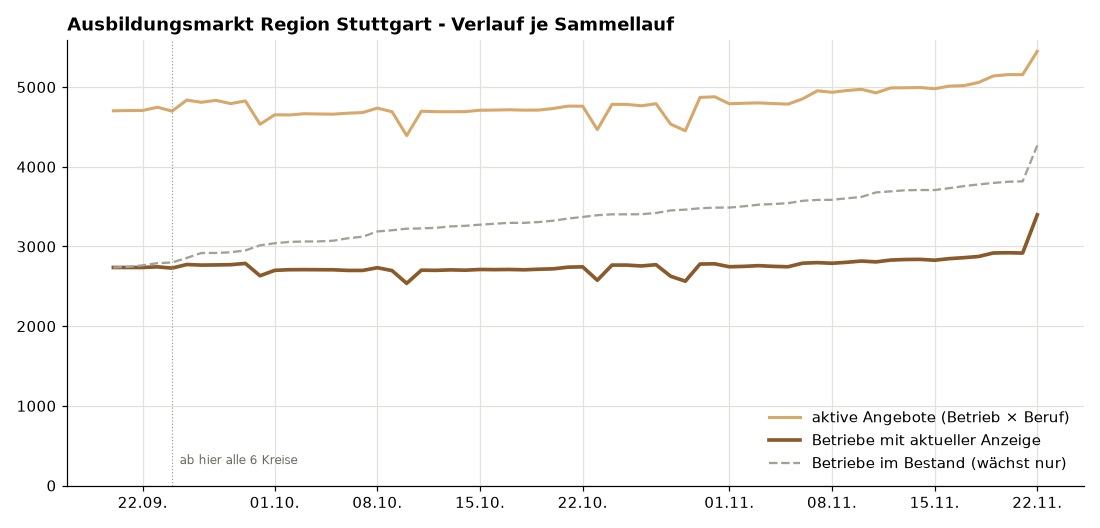 Ausbildungsmarkt Region Stuttgart - Verlauf je Sammellauf
5000
4000
3000
2000
1000
0
ab hier alle 6 Kreise
aktive Angebote (Betrieb × Beruf)
Betriebe mit aktueller Anzeige
Betriebe im Bestand (wächst nur)
22.09. 01.10. 08.10. 15.10. 22.10. 01.11. 08.11. 15.11. 22.11.